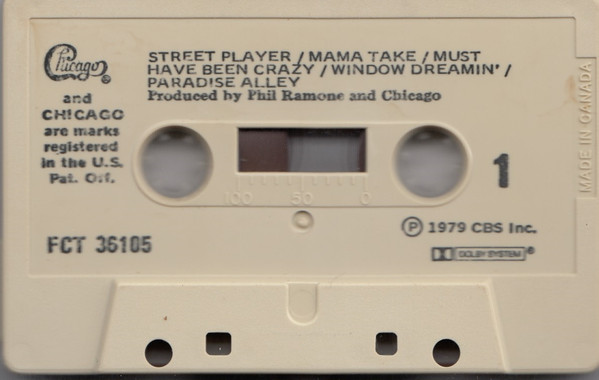 Chicago
®
and
CHICAGO
are marks
registered
in the U.S.
Pat. Off.
STREET PLAYER / MAMA TAKE / MUST
HAVE BEEN CRAZY / WINDOW DREAMIN' /
PARADISE ALLEY
Produced by Phil Ramone and Chicago
MADE IN CANADA
1
100 50 0
℗ 1979 CBS Inc.
FCT 36105
DOLBY SYSTEM ®